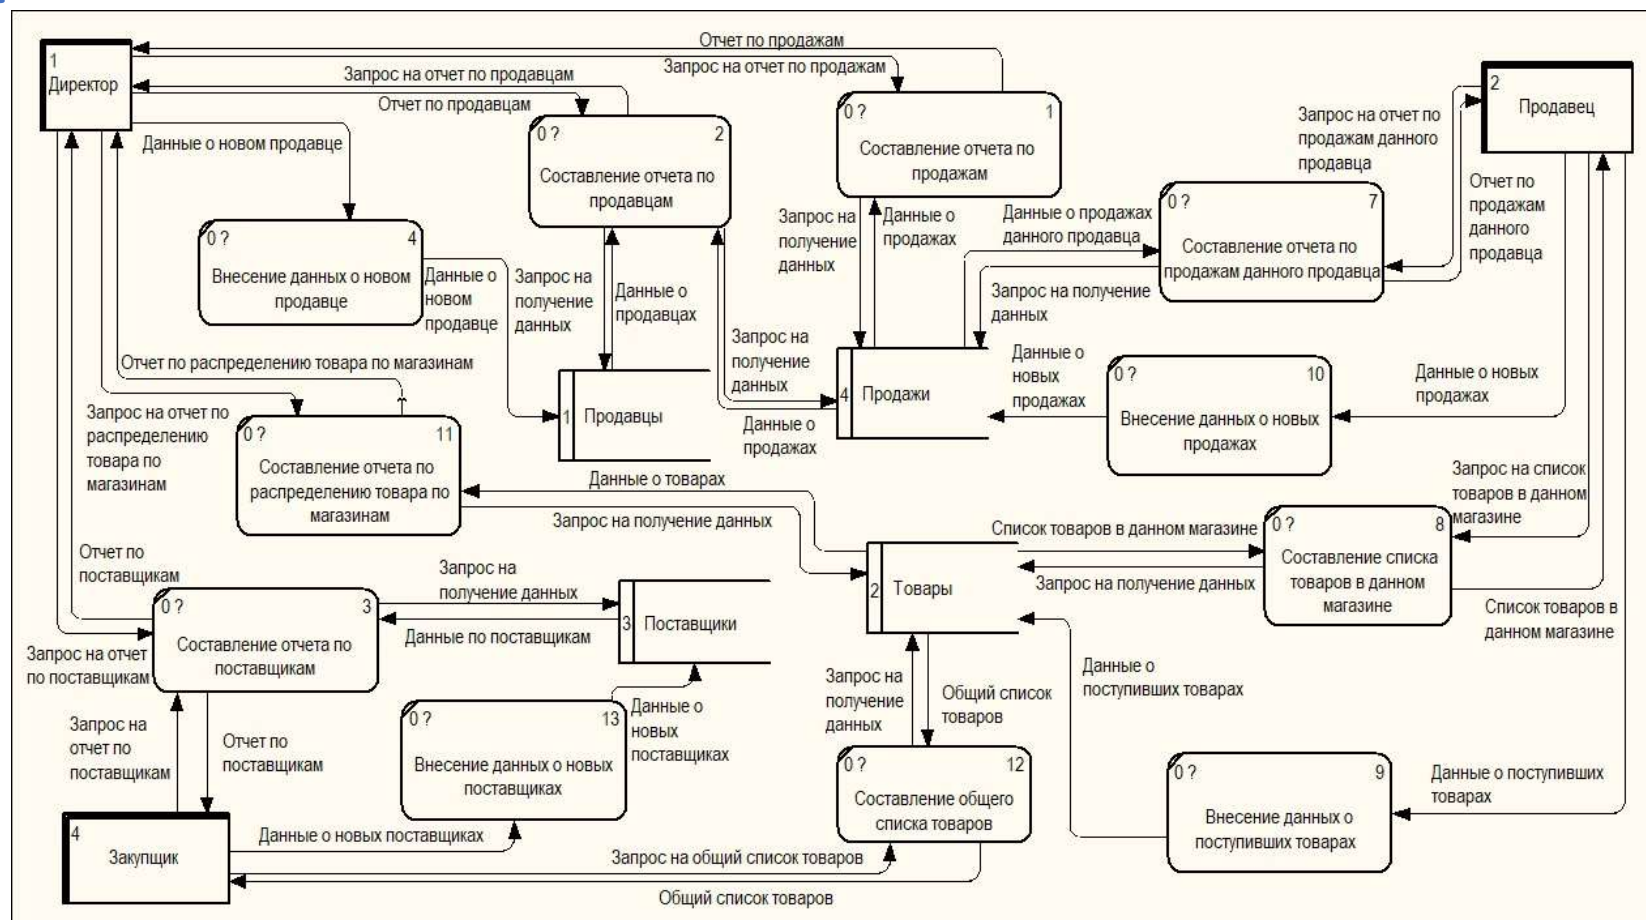 Отчет по продажам
1
Директор
Запрос на отчет по продажам
Запрос на отчет по продавцам
Отчет по продавцам
2
Продавец
Данные о новом продавце
0 ?
2
Составление отчета по
продавцам
0 ?
1
Составление отчета по
продажам
Запрос на отчет по
продажам данного
продавца
Отчет по
продажам
данного
продавца
0 ?
4
Внесение данных о новом
продавце
Данные о
новом
продавце
Запрос на
получение
данных
Данные о
продавцах
Запрос на
получение
данных
Данные о
продажах
Данные о продажах
данного продавца
0 ?
7
Составление отчета по
продажам данного продавца
Запрос на получение
данных
Запрос на
получение
данных
Отчет по распределению товара по магазинам
Запрос на отчет по
распределению
товара по
магазинам
1
Продавцы
Данные о
продажах
4
Продажи
Данные о
новых
продажах
0 ?
10
Внесение данных о новых
продажах
Данные о новых
продажах
0 ?
11
Составление отчета по
распределению товара по
магазинам
Данные о товарах
Запрос на получение данных
Запрос на список
товаров в данном
магазине
Список товаров в данном магазине
Запрос на получение данных
0 ?
8
Составление списка
товаров в данном
магазине
Список товаров в
данном магазине
Отчет по
поставщикам
Запрос на
получение данных
Данные по поставщикам
3
Поставщики
2
Товары
0 ?
3
Составление отчета по
поставщикам
Запрос на отчет
по поставщикам
Запрос на
получение
данных
Общий список
товаров
Данные о
поступивших товарах
Запрос на
отчет по
поставщикам
Отчет по
поставщикам
0 ?
13
Внесение данных о новых
поставщиках
Данные о
новых
поставщиках
0 ?
12
Составление общего
списка товаров
0 ?
9
Внесение данных о
поступивших товарах
Данные о поступивших
товарах
4
Закупщик
Данные о новых поставщиках
Запрос на общий список товаров
Общий список товаров